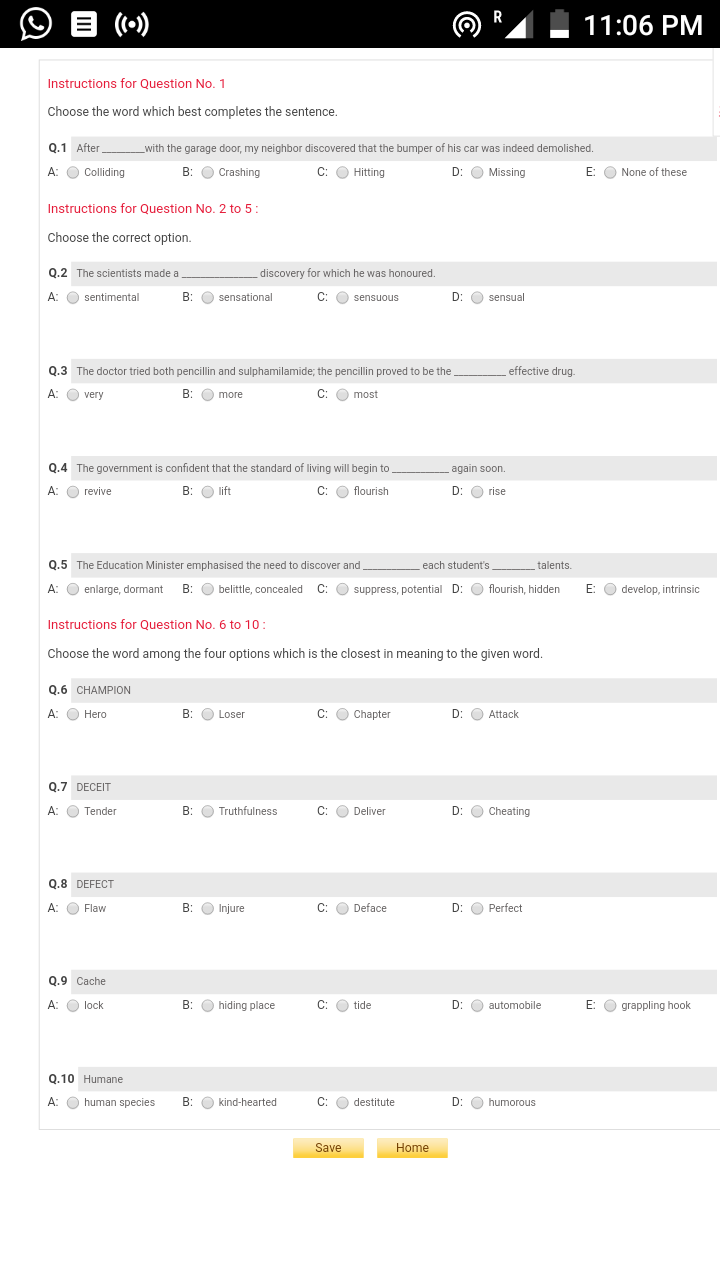 R 11:06 PM
Instructions for Question No. 1
Choose the word which best completes the sentence.
Q.1 After ________with the garage door, my neighbor discovered that the bumper of his car was indeed demolished.
A: Colliding B: Crashing C: Hitting D: Missing E: None of these
Instructions for Question No. 2 to 5 :
Choose the correct option.
Q.2 The scientists made a ______________ discovery for which he was honoured.
A: sentimental B: sensational C: sensuous D: sensual
Q.3 The doctor tried both pencillin and sulphamilamide; the pencillin proved to be the __________ effective drug.
A: very B: more C: most
Q.4 The government is confident that the standard of living will begin to ___________ again soon.
A: revive B: lift C: flourish D: rise
Q.5 The Education Minister emphasised the need to discover and ___________ each student's ________ talents.
A: enlarge, dormant B: belittle, concealed C: suppress, potential D: flourish, hidden E: develop, intrinsic
Instructions for Question No. 6 to 10 :
Choose the word among the four options which is the closest in meaning to the given word.
Q.6 CHAMPION
A: Hero B: Loser C: Chapter D: Attack
Q.7 DECEIT
A: Tender B: Truthfulness C: Deliver D: Cheating
Q.8 DEFECT
A: Flaw B: Injure C: Deface D: Perfect
Q.9 Cache
A: lock B: hiding place C: tide D: automobile E: grappling hook
Q.10 Humane
A: human species B: kind-hearted C: destitute D: humorous
Save Home